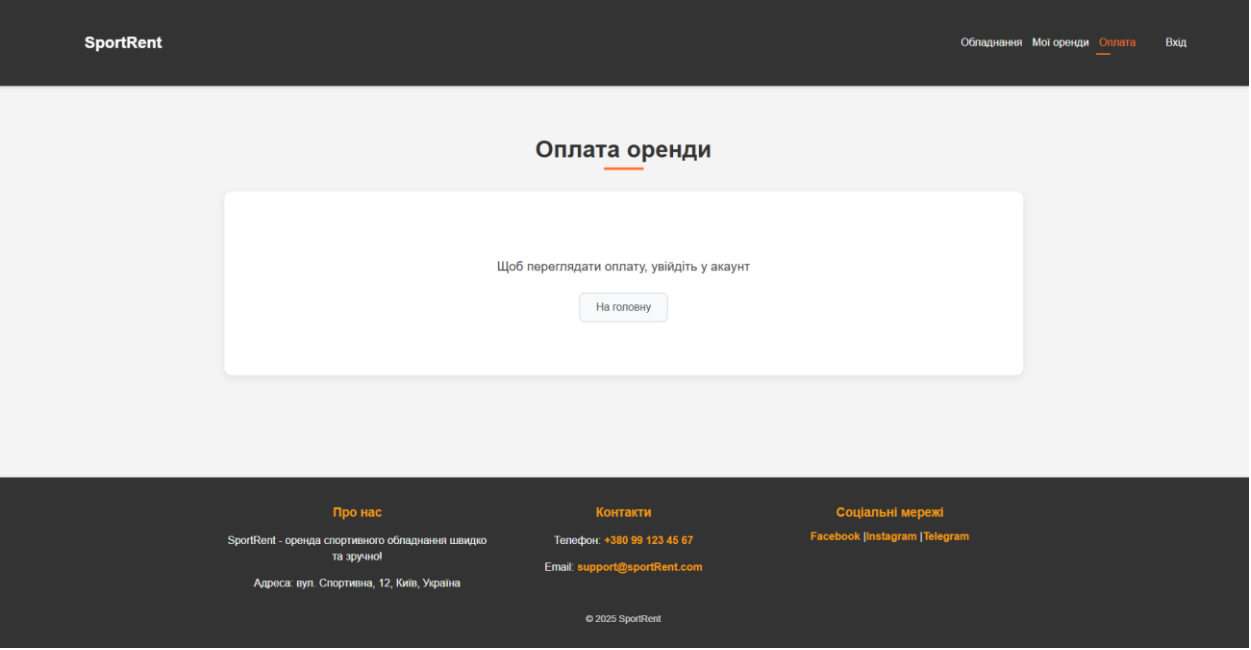 SportRent
Обладнання Мої оренди Оплата Вхід
Оплата оренди
Щоб переглядати оплату, увійдіть у акаунт
На головну
Про нас
SportRent - оренда спортивного обладнання швидко
та зручно!
Адреса: вул. Спортивна, 12, Київ, Україна
Контакти
Телефон: +380 99 123 45 67
Email: support@sportRent.com
Соціальні мережі
Facebook |Instagram |Telegram
© 2025 SportRent